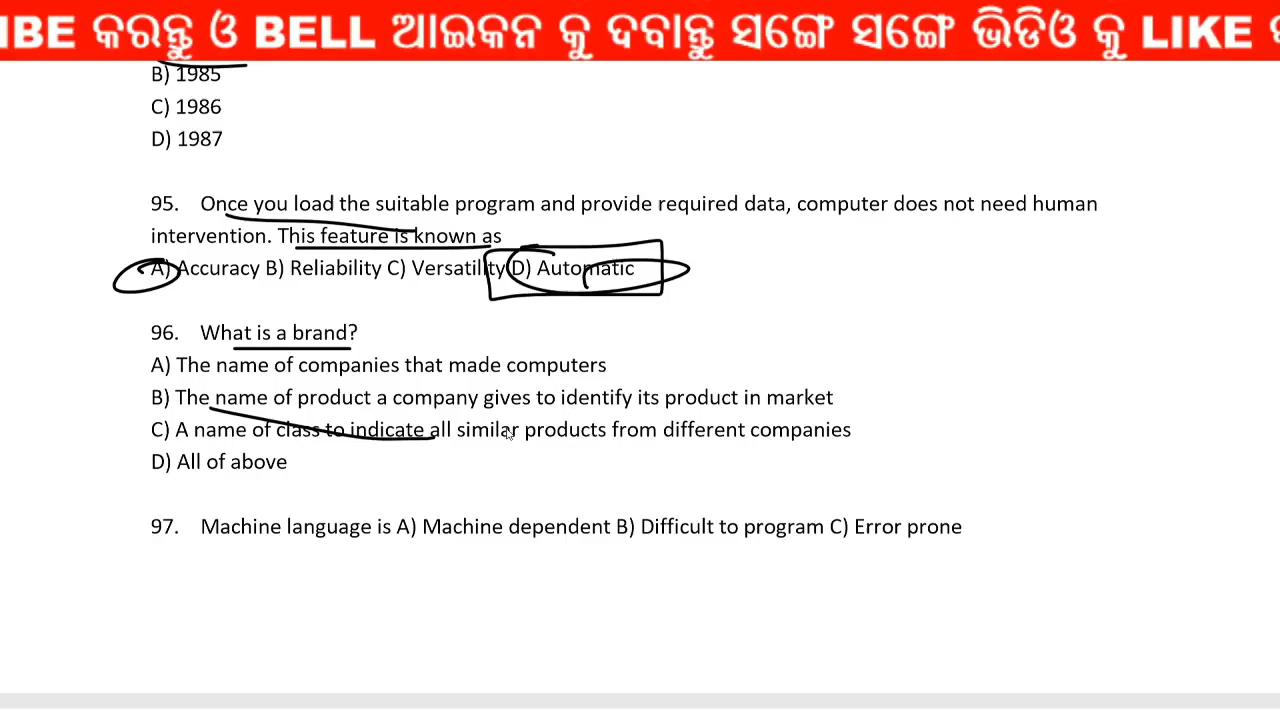 IBE କରନ୍ତୁ ଓ BELL ଆଇକନ କୁ ଦବାନ୍ତୁ ସଙ୍ଗେ ସଙ୍ଗେ ଭିଡିଓ କୁ LIKE
B) 1985
C) 1986
D) 1987
95. Once you load the suitable program and provide required data, computer does not need human
intervention. This feature is known as
A) Accuracy B) Reliability C) Versatility D) Automatic
96. What is a brand?
A) The name of companies that made computers
B) The name of product a company gives to identify its product in market
C) A name of class to indicate all similar products from different companies
D) All of above
97. Machine language is A) Machine dependent B) Difficult to program C) Error prone